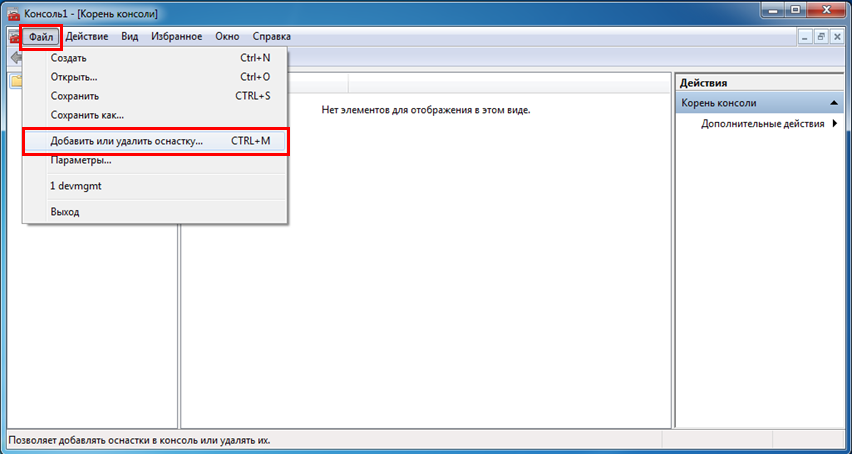 Консоль1 - [Корень консоли]
Файл Действие Вид Избранное Окно Справка
Создать Ctrl+N
Открыть... Ctrl+O
Сохранить CTRL+S
Сохранить как...
Добавить или удалить оснастку... CTRL+M
Параметры...
1 devmgmt
Выход
Нет элементов для отображения в этом виде.
Действия
Корень консоли
Дополнительные действия
Позволяет добавлять оснастки в консоль или удалять их.